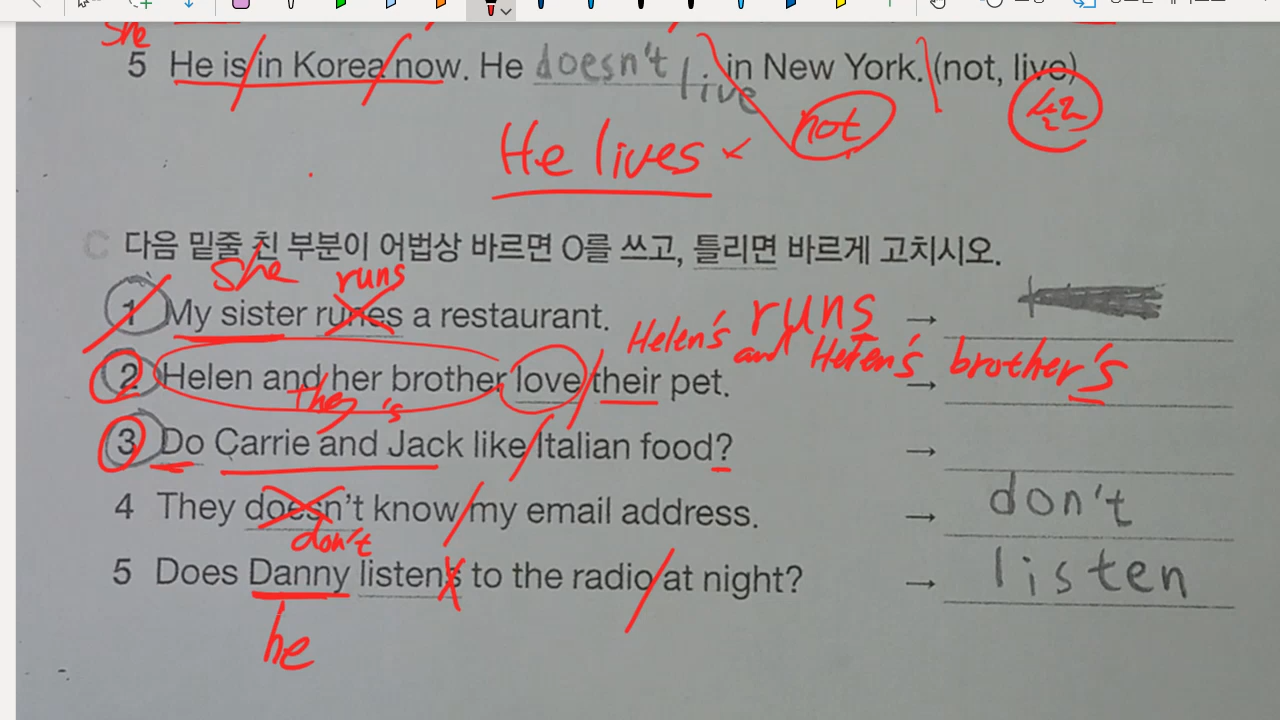 she
5 He is in Korea now. He doesn't live in New York. (not, live)
not
He lives
C 다음 밑줄 친 부분이 어법상 바르면 O를 쓰고, 틀리면 바르게 고치시오.
she runs
1 My sister runes a restaurant. runs →
Helen's and Heren's brother's
2 Helen and her brother love their pet. →
they 's
3 Do Carrie and Jack like Italian food? →
4 They doesn't know my email address. → don't
don't
5 Does Danny listens to the radio at night? → listen
he